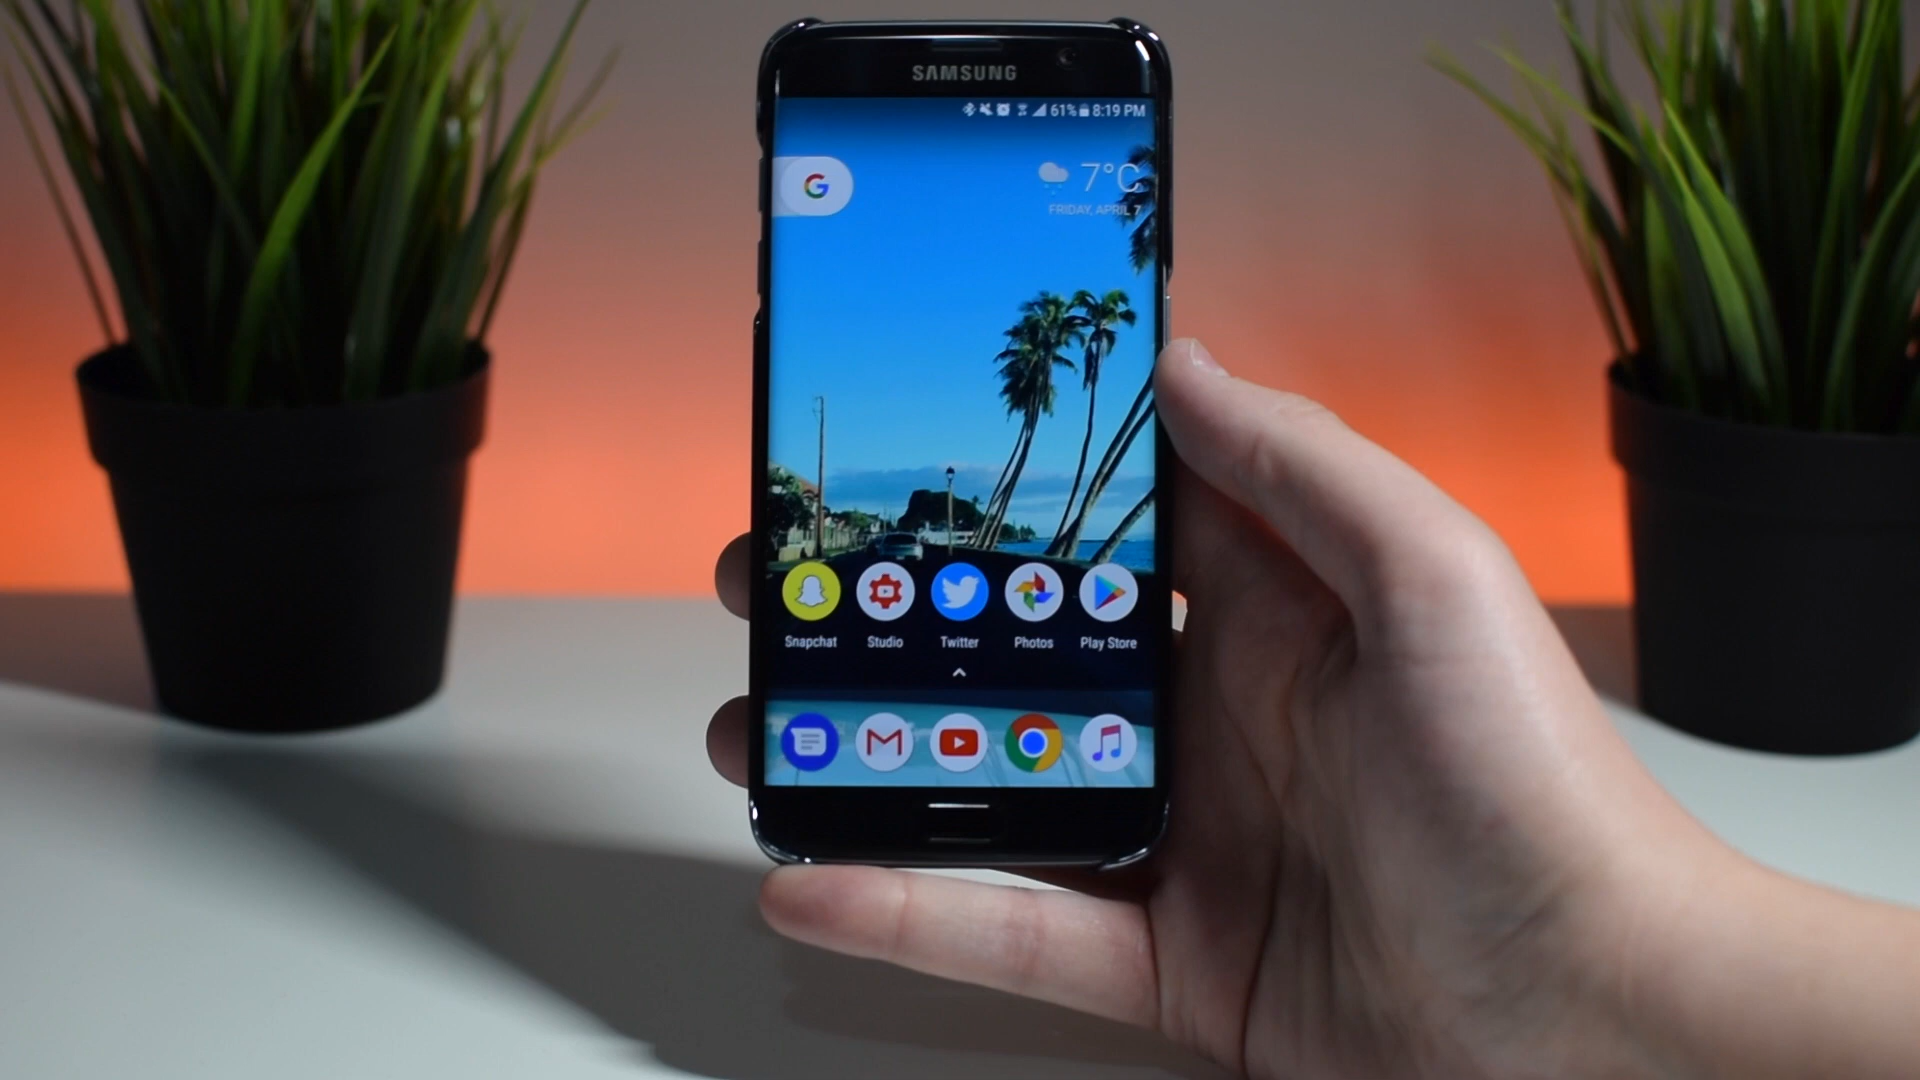 SAMSUNG
61% 8:19 PM
G
7°C
FRIDAY, APRIL 7
Snapchat Studio Twitter Photos Play Store